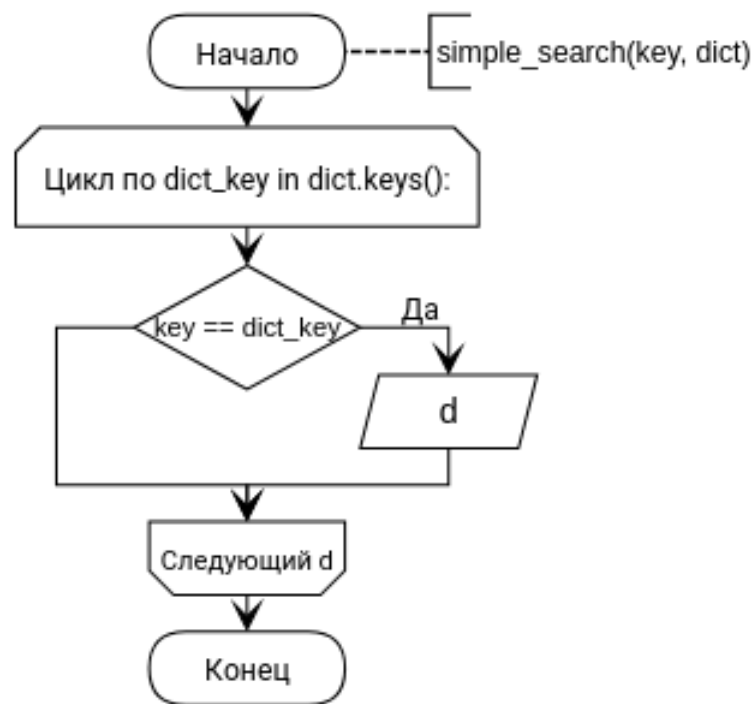 Начало
simple_search(key, dict)
Цикл по dict_key in dict.keys():
key == dict_key
Да
d
Следующий d
Конец